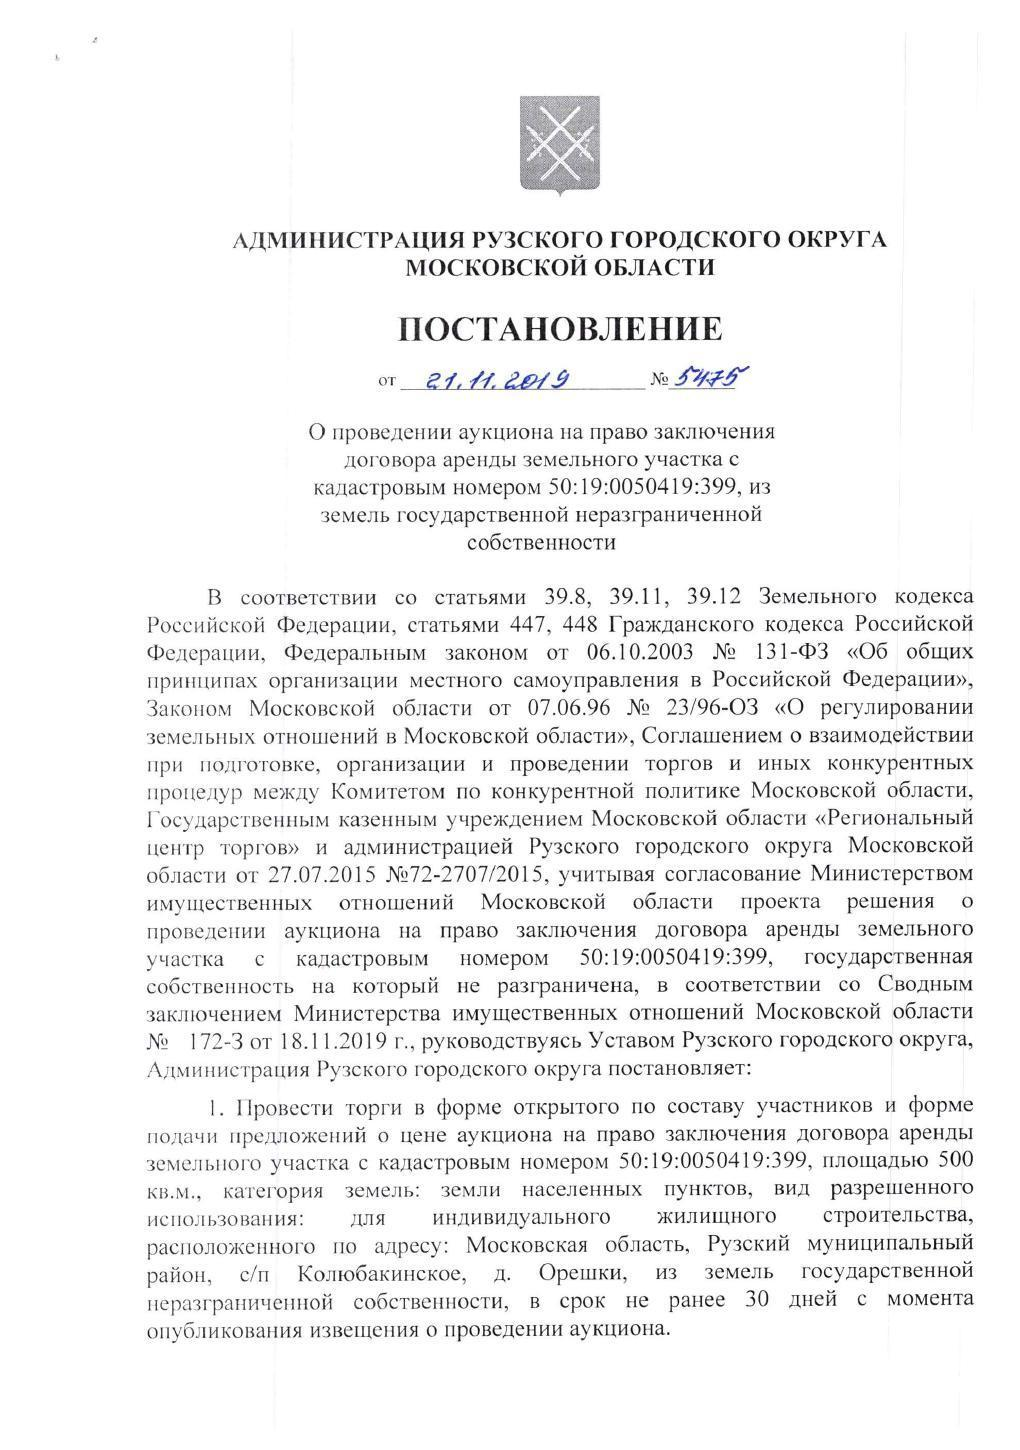 АДМИНИСТРАЦИЯ РУЗСКОГО ГОРОДСКОГО ОКРУГА
МОСКОВСКОЙ ОБЛАСТИ
ПОСТАНОВЛЕНИЕ
от 21.11.2019 № 5475
О проведении аукциона на право заключения
договора аренды земельного участка с
кадастровым номером 50:19:0050419:399, из
земель государственной неразграниченной
собственности
В соответствии со статьями 39.8, 39.11, 39.12 Земельного кодекса
Российской Федерации, статьями 447, 448 Гражданского кодекса Российской
Федерации, Федеральным законом от 06.10.2003 № 131-ФЗ «Об общих
принципах организации местного самоуправления в Российской Федерации»,
Законом Московской области от 07.06.96 № 23/96-ОЗ «О регулировании
земельных отношений в Московской области», Соглашением о взаимодействии
при подготовке, организации и проведении торгов и иных конкурентных
процедур между Комитетом по конкурентной политике Московской области,
Государственным казенным учреждением Московской области «Региональный
центр торгов» и администрацией Рузского городского округа Московской
области от 27.07.2015 №72-2707/2015, учитывая согласование Министерством
имущественных отношений Московской области проекта решения о
проведении аукциона на право заключения договора аренды земельного
участка с кадастровым номером 50:19:0050419:399, государственная
собственность на который не разграничена, в соответствии со Сводным
заключением Министерства имущественных отношений Московской области
№ 172-З от 18.11.2019 г., руководствуясь Уставом Рузского городского округа,
Администрация Рузского городского округа постановляет:
1. Провести торги в форме открытого по составу участников и форме
подачи предложений о цене аукциона на право заключения договора аренды
земельного участка с кадастровым номером 50:19:0050419:399, площадью 500
кв.м., категория земель: земли населенных пунктов, вид разрешенного
использования: для индивидуального жилищного строительства,
расположенного по адресу: Московская область, Рузский муниципальный
район, с/п Колюбакинское, д. Орешки, из земель государственной
неразграниченной собственности, в срок не ранее 30 дней с момента
опубликования извещения о проведении аукциона.